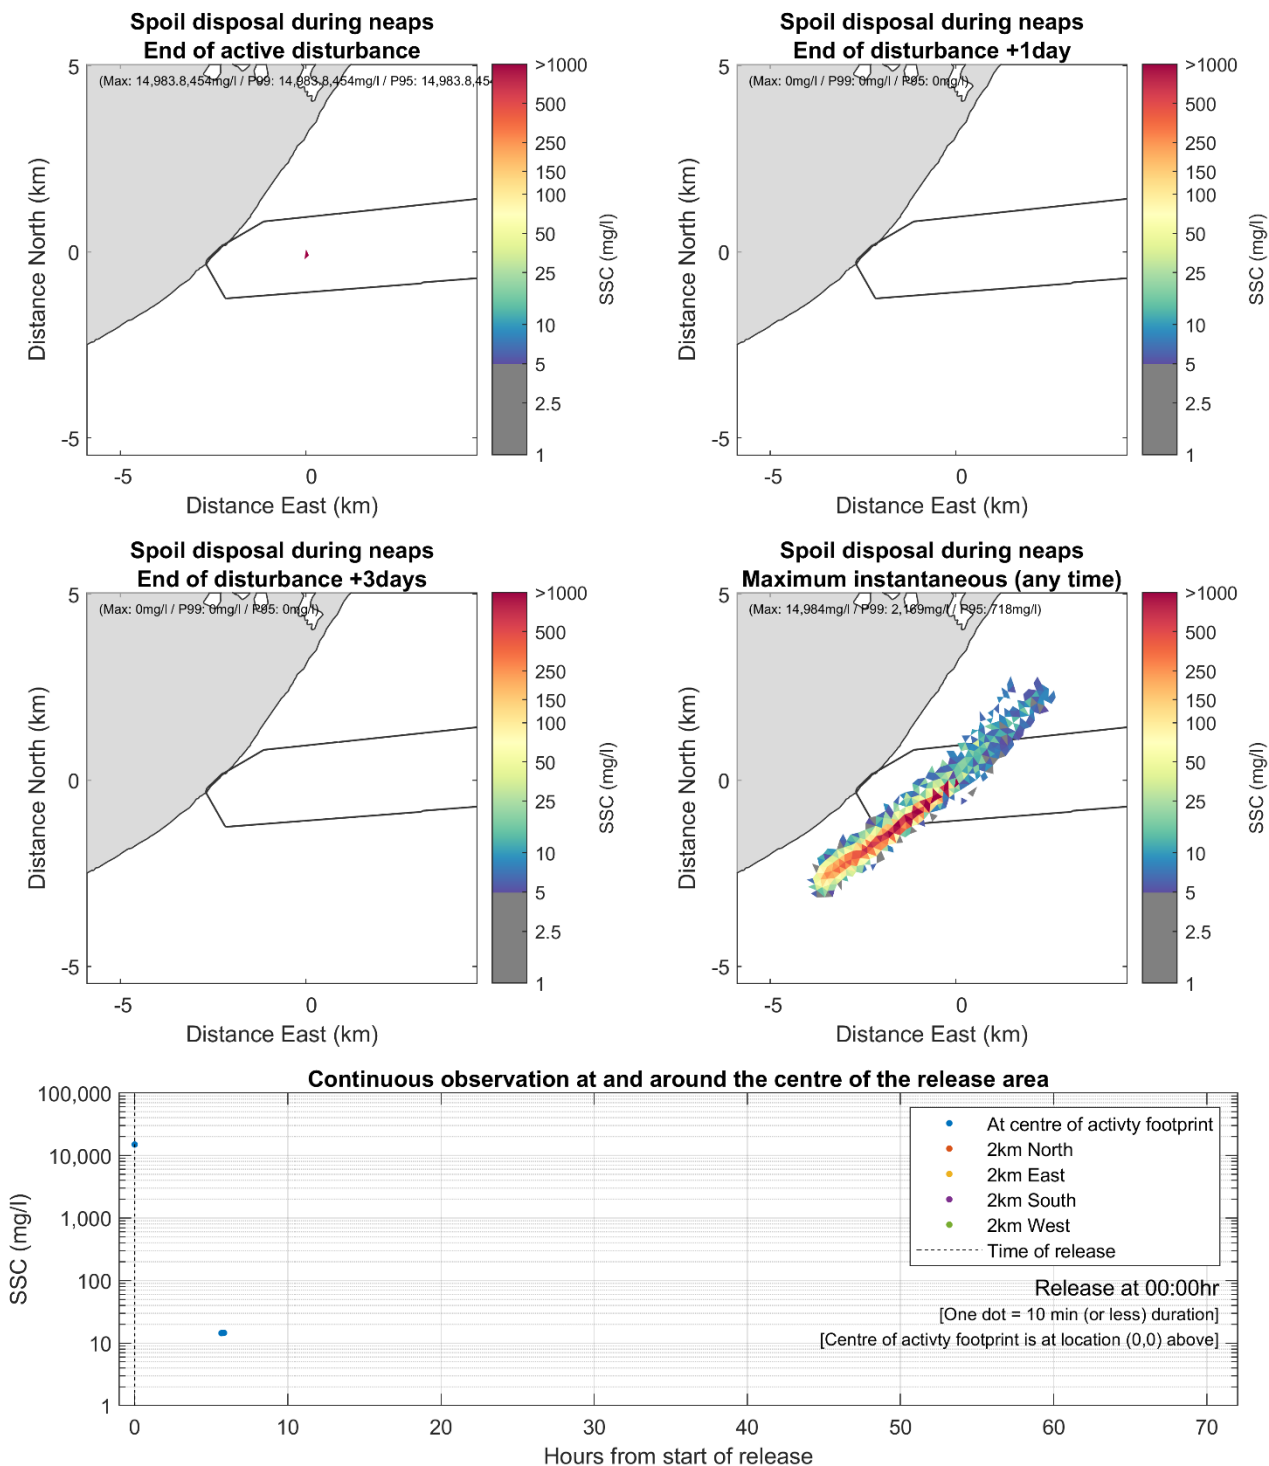 Spoil disposal during neaps
End of active disturbance
(Max: 14,983.8,454mg/l / P99: 14,983.8,454mg/l / P95: 14,983.8,45
5
0
-5
Distance North (km)
-5
0
Distance East (km)
>1000
500
250
150
100
50
25
10
5
2.5
1
SSC (mg/l)
Spoil disposal during neaps
End of disturbance +1day
(Max: 0mg/l / P99: 0mg/l / P95: 0mg/l)
5
0
-5
Distance North (km)
-5
0
Distance East (km)
>1000
500
250
150
100
50
25
10
5
2.5
1
SSC (mg/l)
Spoil disposal during neaps
End of disturbance +3days
(Max: 0mg/l / P99: 0mg/l / P95: 0mg/l)
5
0
-5
Distance North (km)
-5
0
Distance East (km)
>1000
500
250
150
100
50
25
10
5
2.5
1
SSC (mg/l)
Spoil disposal during neaps
Maximum instantaneous (any time)
(Max: 14,984mg/l / P99: 2,169mg/l / P95: 718mg/l)
5
0
-5
Distance North (km)
-5
0
Distance East (km)
>1000
500
250
150
100
50
25
10
5
2.5
1
SSC (mg/l)
Continuous observation at and around the centre of the release area
100,000
10,000
1,000
100
10
1
SSC (mg/l)
At centre of activty footprint
2km North
2km East
2km South
2km West
Time of release
Release at 00:00hr
[One dot = 10 min (or less) duration]
[Centre of activty footprint is at location (0,0) above]
0
10
20
30
40
50
60
70
Hours from start of release